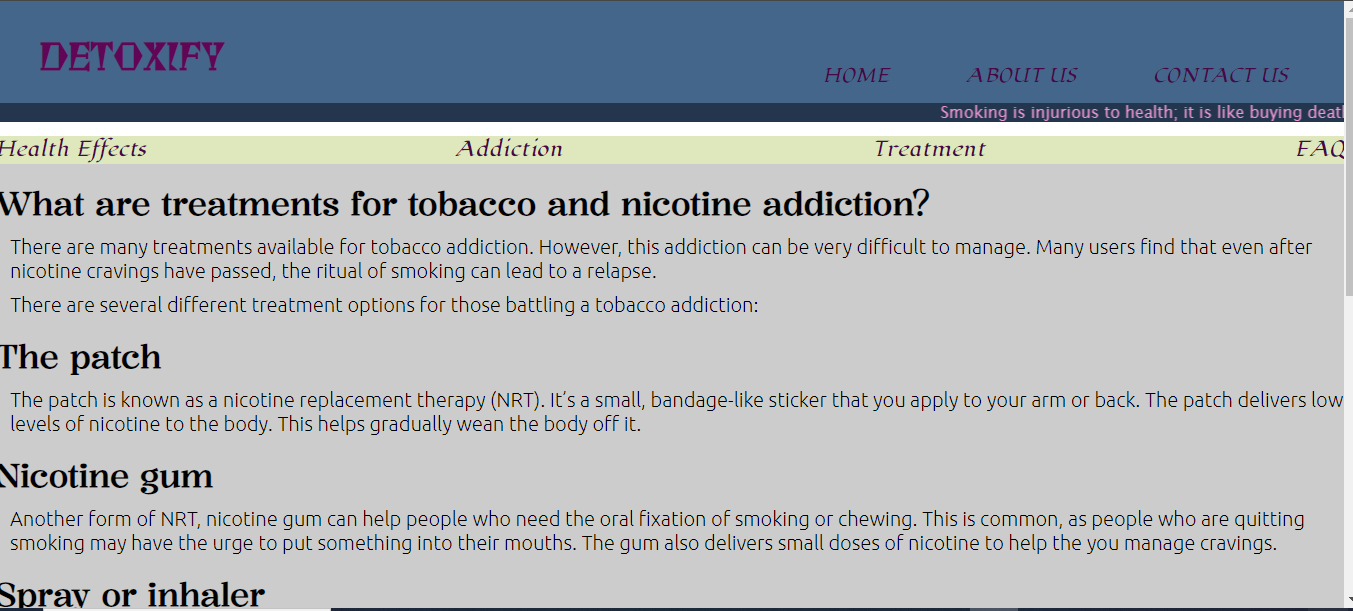 DETOXIFY
HOME ABOUT US CONTACT US
Smoking is injurious to health; it is like buying death
Health Effects Addiction Treatment FAQ
What are treatments for tobacco and nicotine addiction?
There are many treatments available for tobacco addiction. However, this addiction can be very difficult to manage. Many users find that even after
nicotine cravings have passed, the ritual of smoking can lead to a relapse.
There are several different treatment options for those battling a tobacco addiction:
The patch
The patch is known as a nicotine replacement therapy (NRT). It’s a small, bandage-like sticker that you apply to your arm or back. The patch delivers low
levels of nicotine to the body. This helps gradually wean the body off it.
Nicotine gum
Another form of NRT, nicotine gum can help people who need the oral fixation of smoking or chewing. This is common, as people who are quitting
smoking may have the urge to put something into their mouths. The gum also delivers small doses of nicotine to help the you manage cravings.
Spray or inhaler